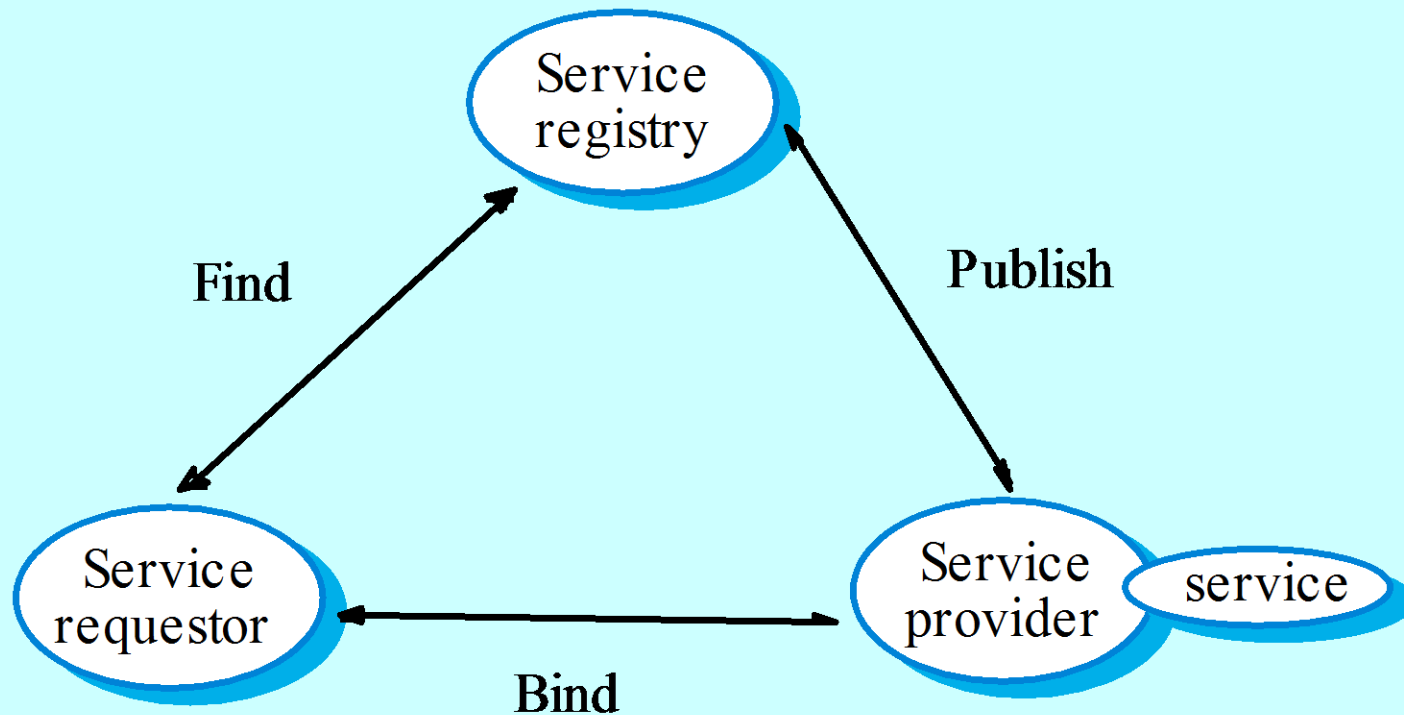 Service
registry
Find
Publish
Service
requestor
Service
provider
service
Bind